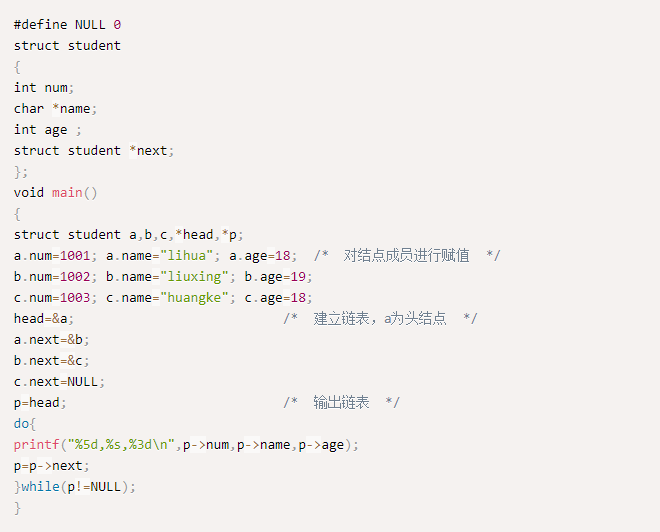 #define NULL 0
struct student
{
int num;
char *name;
int age ;
struct student *next;
};
void main()
{
struct student a,b,c,*head,*p;
a.num=1001; a.name="lihua"; a.age=18;  /*  对结点成员进行赋值  */
b.num=1002; b.name="liuxing"; b.age=19;
c.num=1003; c.name="huangke"; c.age=18;
head=&a;                           /*  建立链表，a为头结点  */
a.next=&b;
b.next=&c;
c.next=NULL;
p=head;                            /*  输出链表  */
do{
printf("%5d,%s,%3d\n",p->num,p->name,p->age);
p=p->next;
}while(p!=NULL);
}